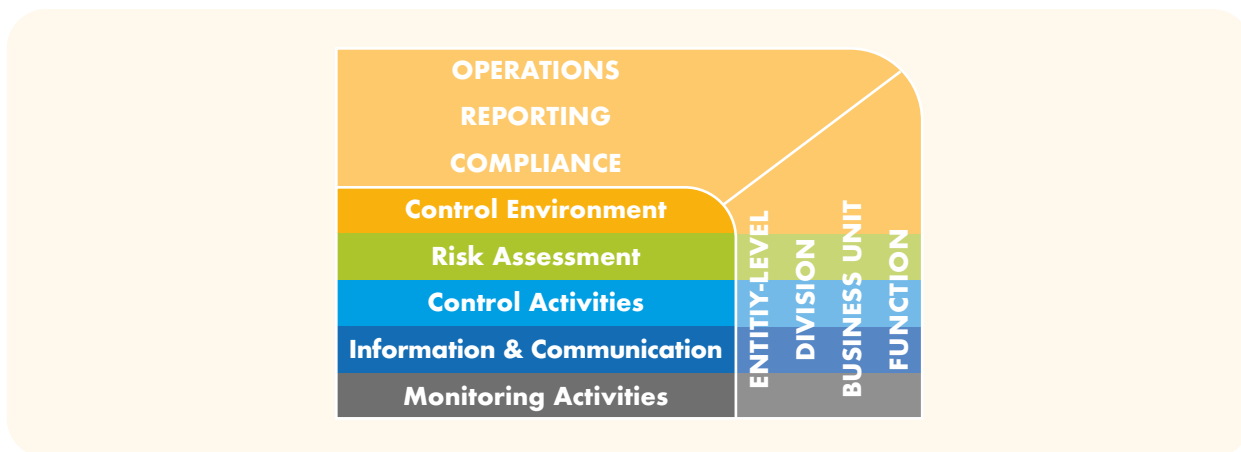 OPERATIONS
REPORTING
COMPLIANCE
Control Environment
Risk Assessment
Control Activities
Information & Communication
Monitoring Activities
ENTITIY-LEVEL
DIVISION
BUSINESS UNIT
FUNCTION